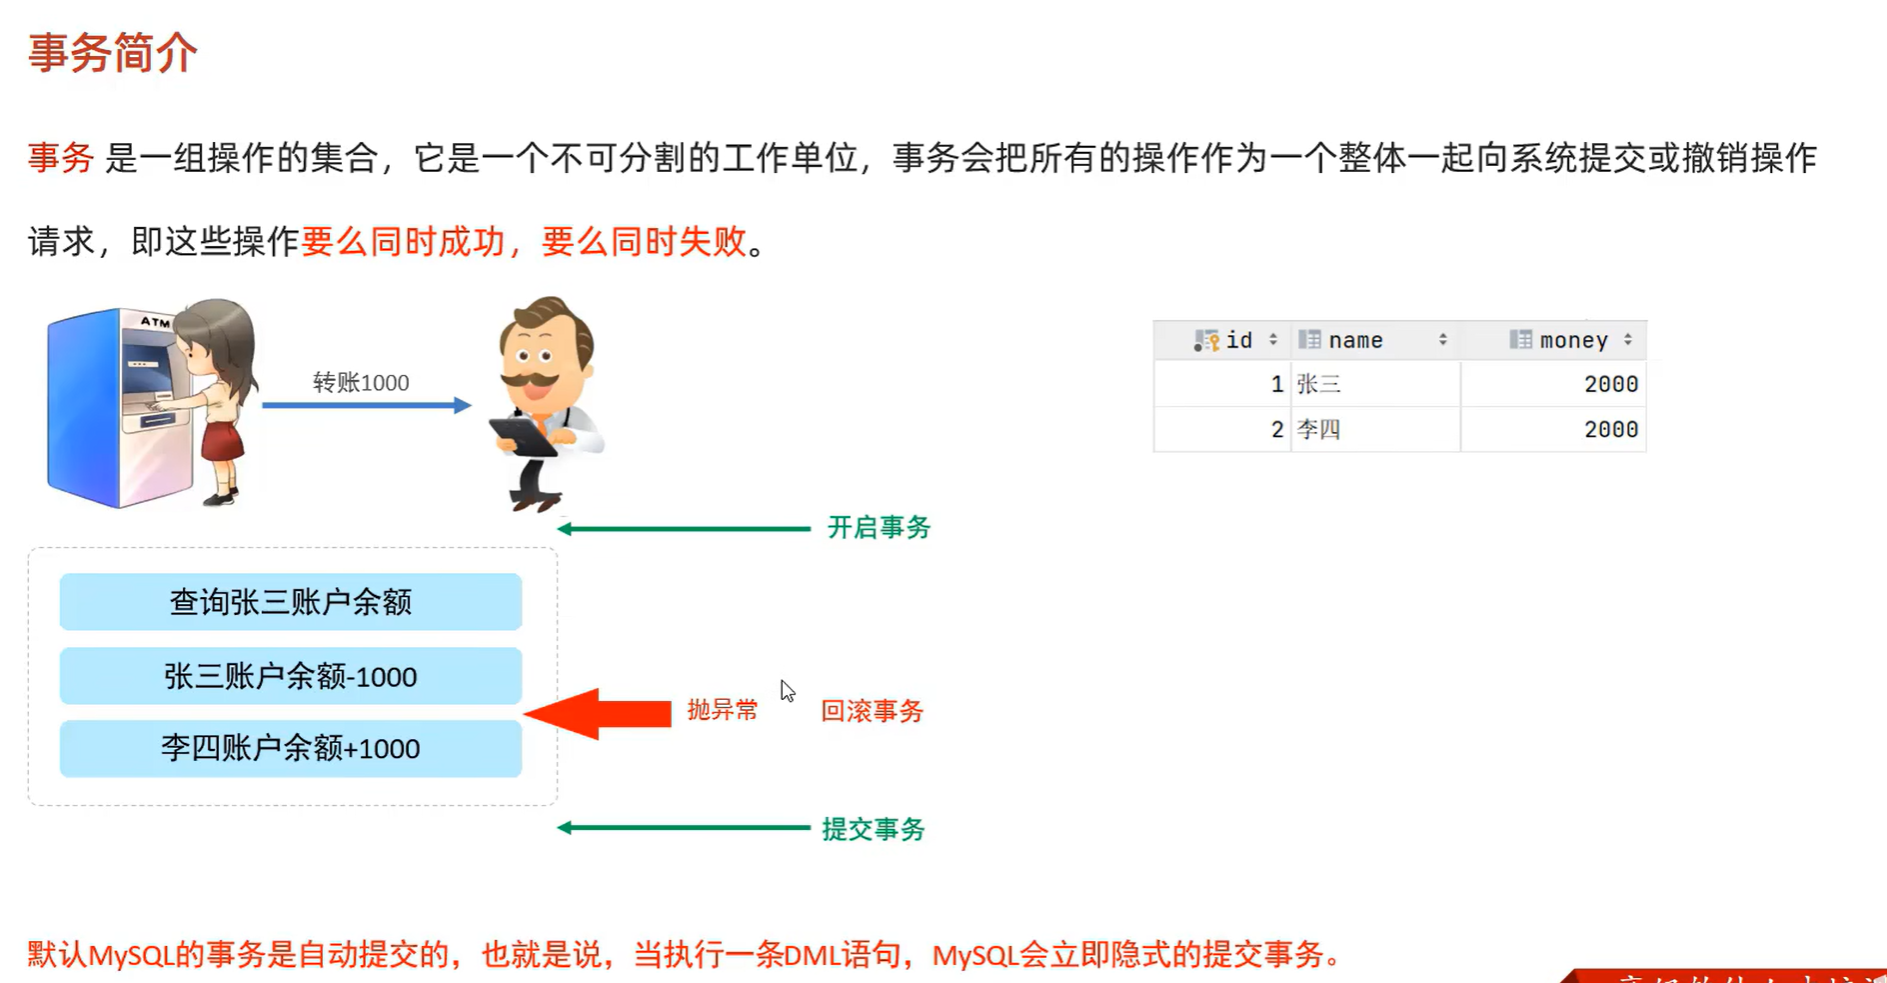 事务简介
事务 是一组操作的集合，它是一个不可分割的工作单位，事务会把所有的操作作为一个整体一起向系统提交或撤销操作
请求，即这些操作要么同时成功，要么同时失败。
ATM
转账1000
id name money
1 张三 2000
2 李四 2000
开启事务
查询张三账户余额
张三账户余额-1000
抛异常 回滚事务
李四账户余额+1000
提交事务
默认MySQL的事务是自动提交的，也就是说，当执行一条DML语句，MySQL会立即隐式的提交事务。